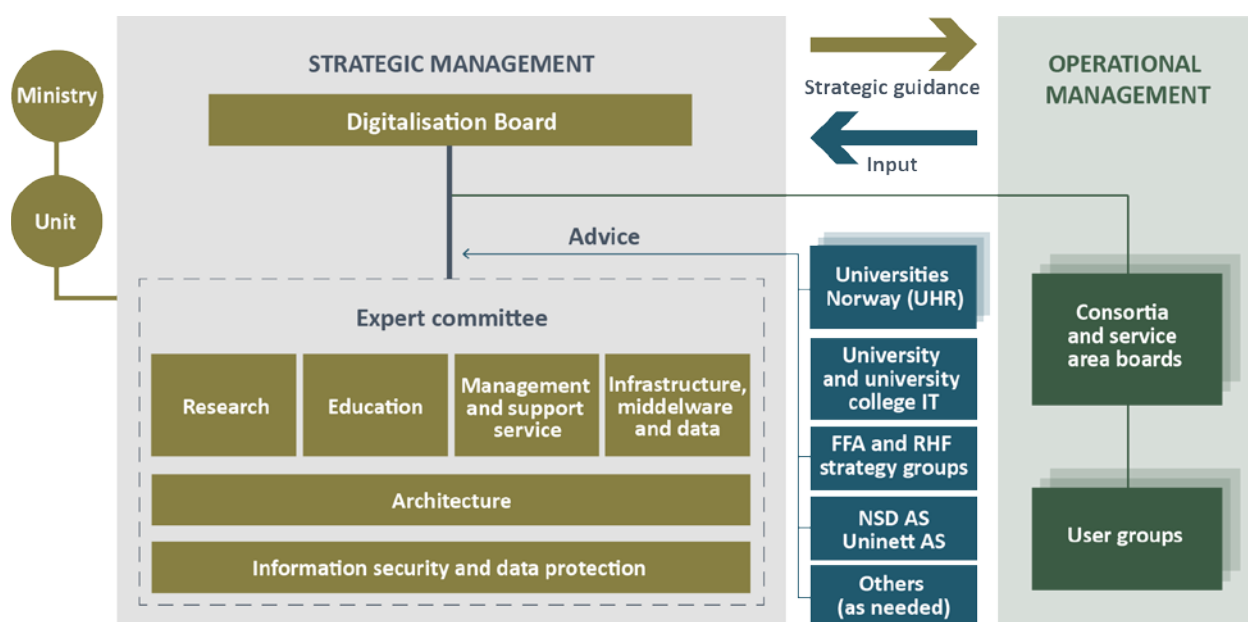 Ministry
Unit
STRATEGIC MANAGEMENT
Digitalisation Board
Advice
Expert committee
Research
Education
Management
and support
service
Infrastructure,
middelware
and data
Architecture
Information security and data protection
Strategic guidance
Input
Universities
Norway (UHR)
University
and university
college IT
FFA and RHF
strategy groups
NSD AS
Uninett AS
Others
(as needed)
OPERATIONAL
MANAGEMENT
Consortia
and service
area boards
User groups